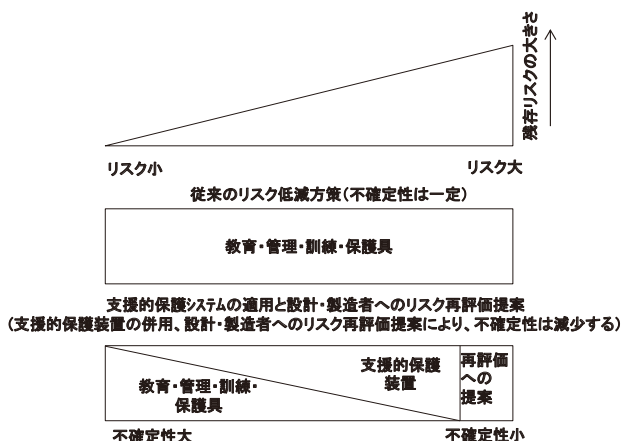 残存リスクの大きさ
リスク小
リスク大
従来のリスク低減方策(不確定性は一定)
教育・管理・訓練・保護具
支援的保護システムの適用と設計・製造者へのリスク再評価提案
(支援的保護装置の併用、設計・製造者へのリスク再評価提案により、不確定性は減少する)
教育・管理・訓練・
保護具
支援的保護
装置
再評価
への
提案
不確定性大
不確定性小